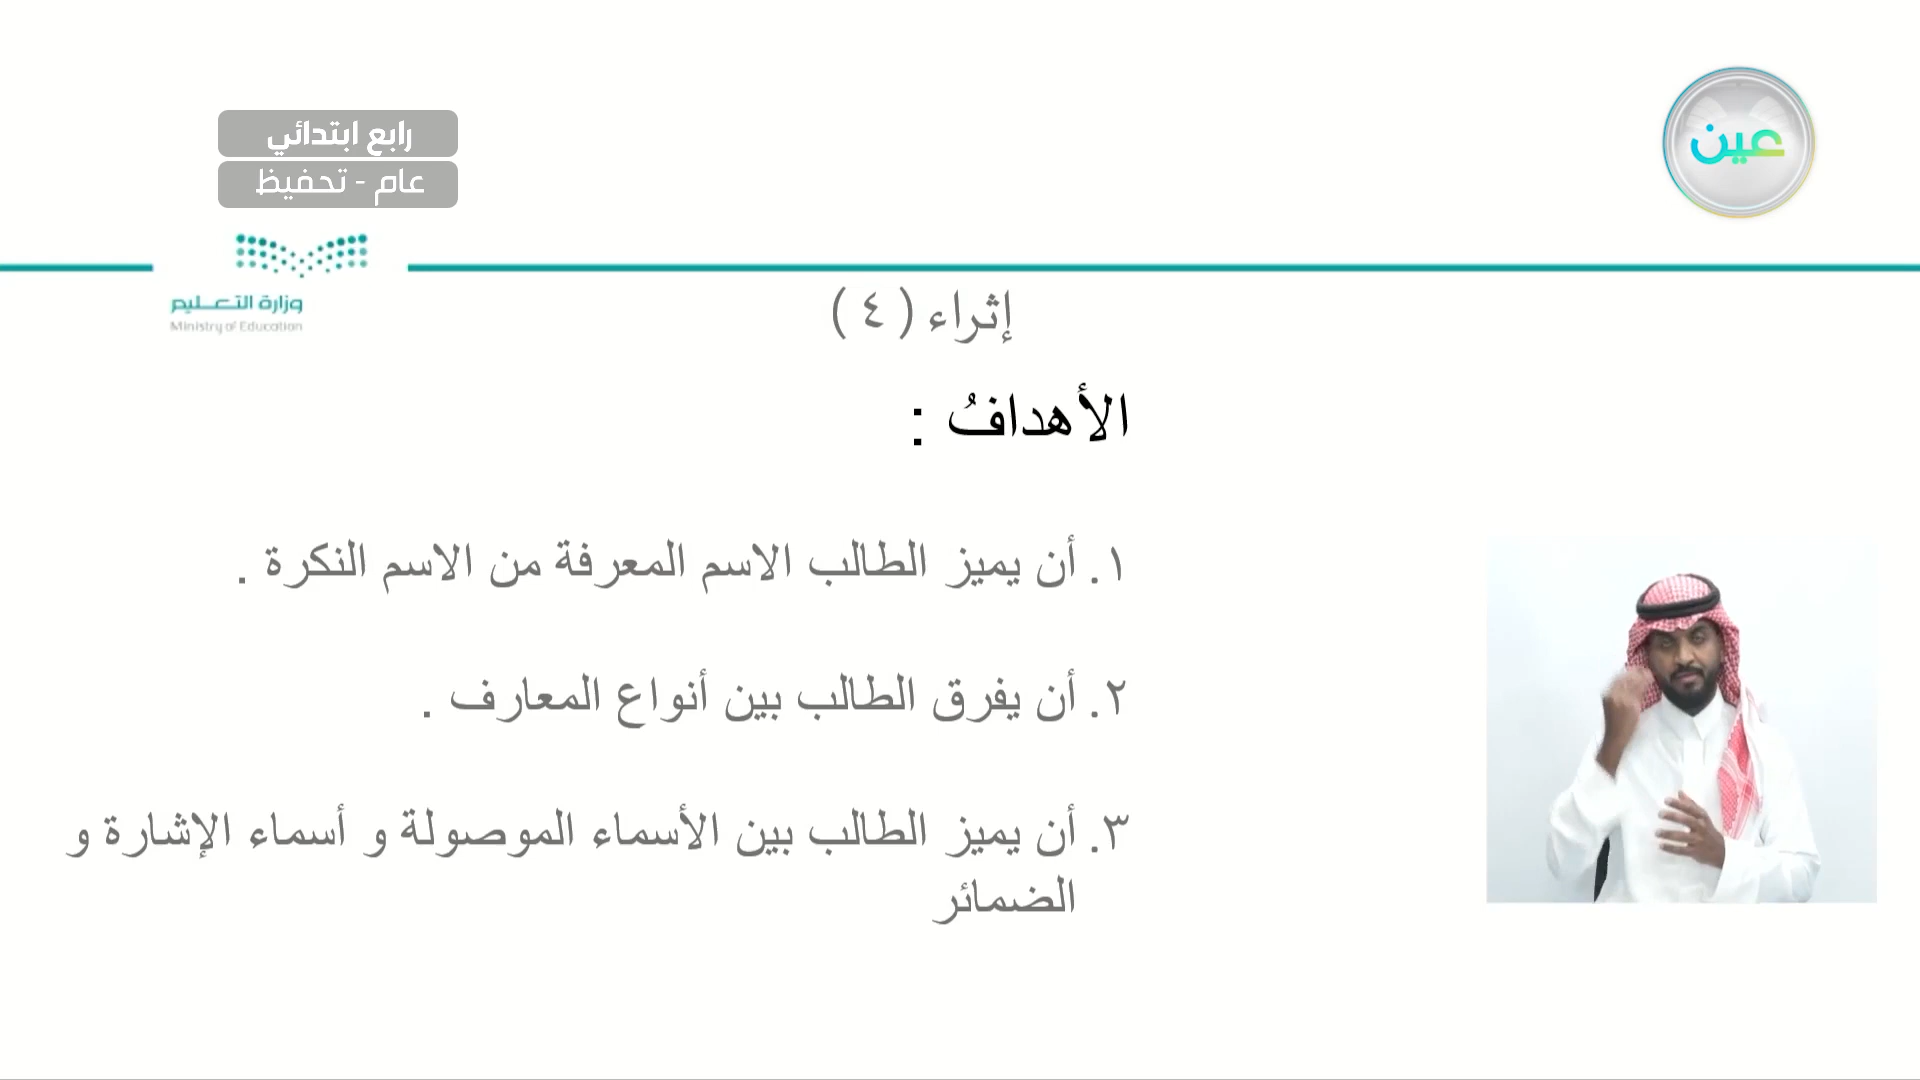 رابع ابتدائي
عام - تحفيظ
عين
وزارة التعليم
Ministry of Education
إثراء ( ٤ )
الأهدافُ :
١. أن يميز الطالب الاسم المعرفة من الاسم النكرة .
٢. أن يفرق الطالب بين أنواع المعارف .
٣. أن يميز الطالب بين الأسماء الموصولة و أسماء الإشارة و
الضمائر